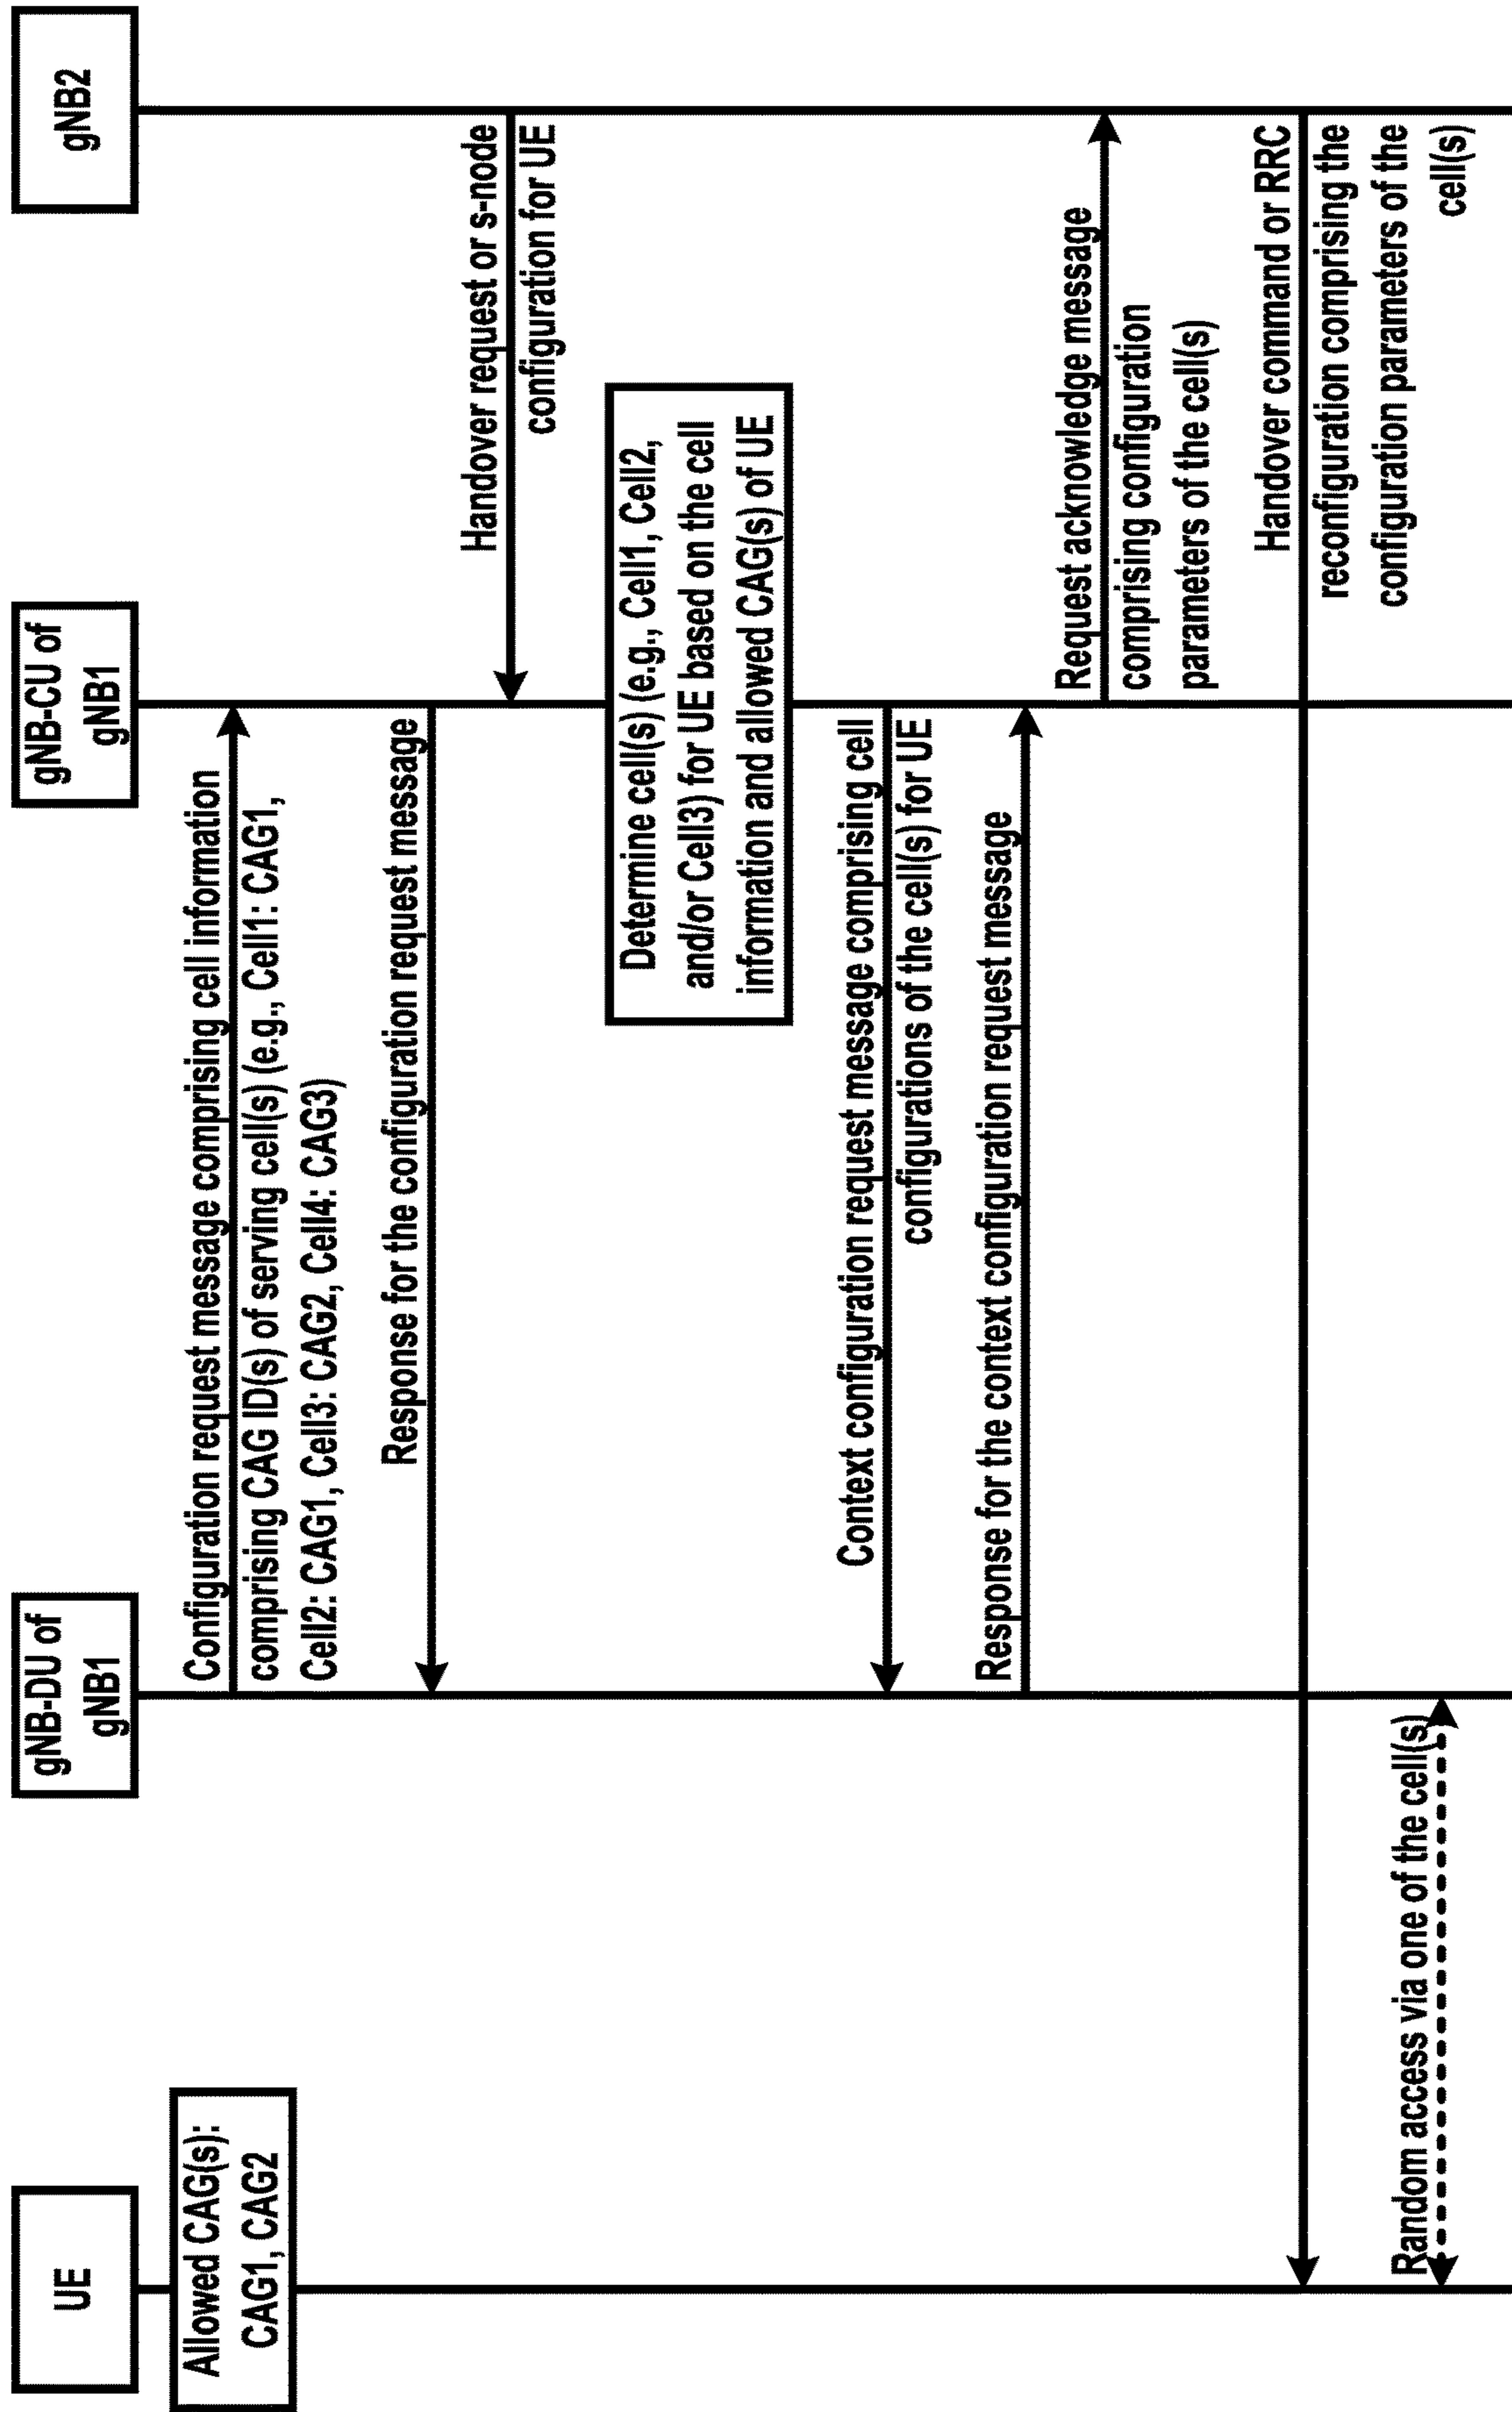 UE
gNB-DU of
gNB1
gNB-CU of
gNB1
gNB2
Allowed CAG(s):
CAG1, CAG2
Configuration request message comprising cell information
comprising CAG ID(s) of serving cell(s) (e.g., Cell1: CAG1,
Cell2: CAG1, Cell3: CAG2, Cell4: CAG3)
Response for the configuration request message
Handover request or s-node
configuration for UE
Determine cell(s) (e.g., Cell1, Cell2,
and/or Cell3) for UE based on the cell
information and allowed CAG(s) of UE
Context configuration request message comprising cell
configurations of the cell(s) for UE
Response for the context configuration request message
Request acknowledge message
comprising configuration
parameters of the cell(s)
Handover command or RRC
reconfiguration comprising the
configuration parameters of the
cell(s)
Random access via one of the cell(s)